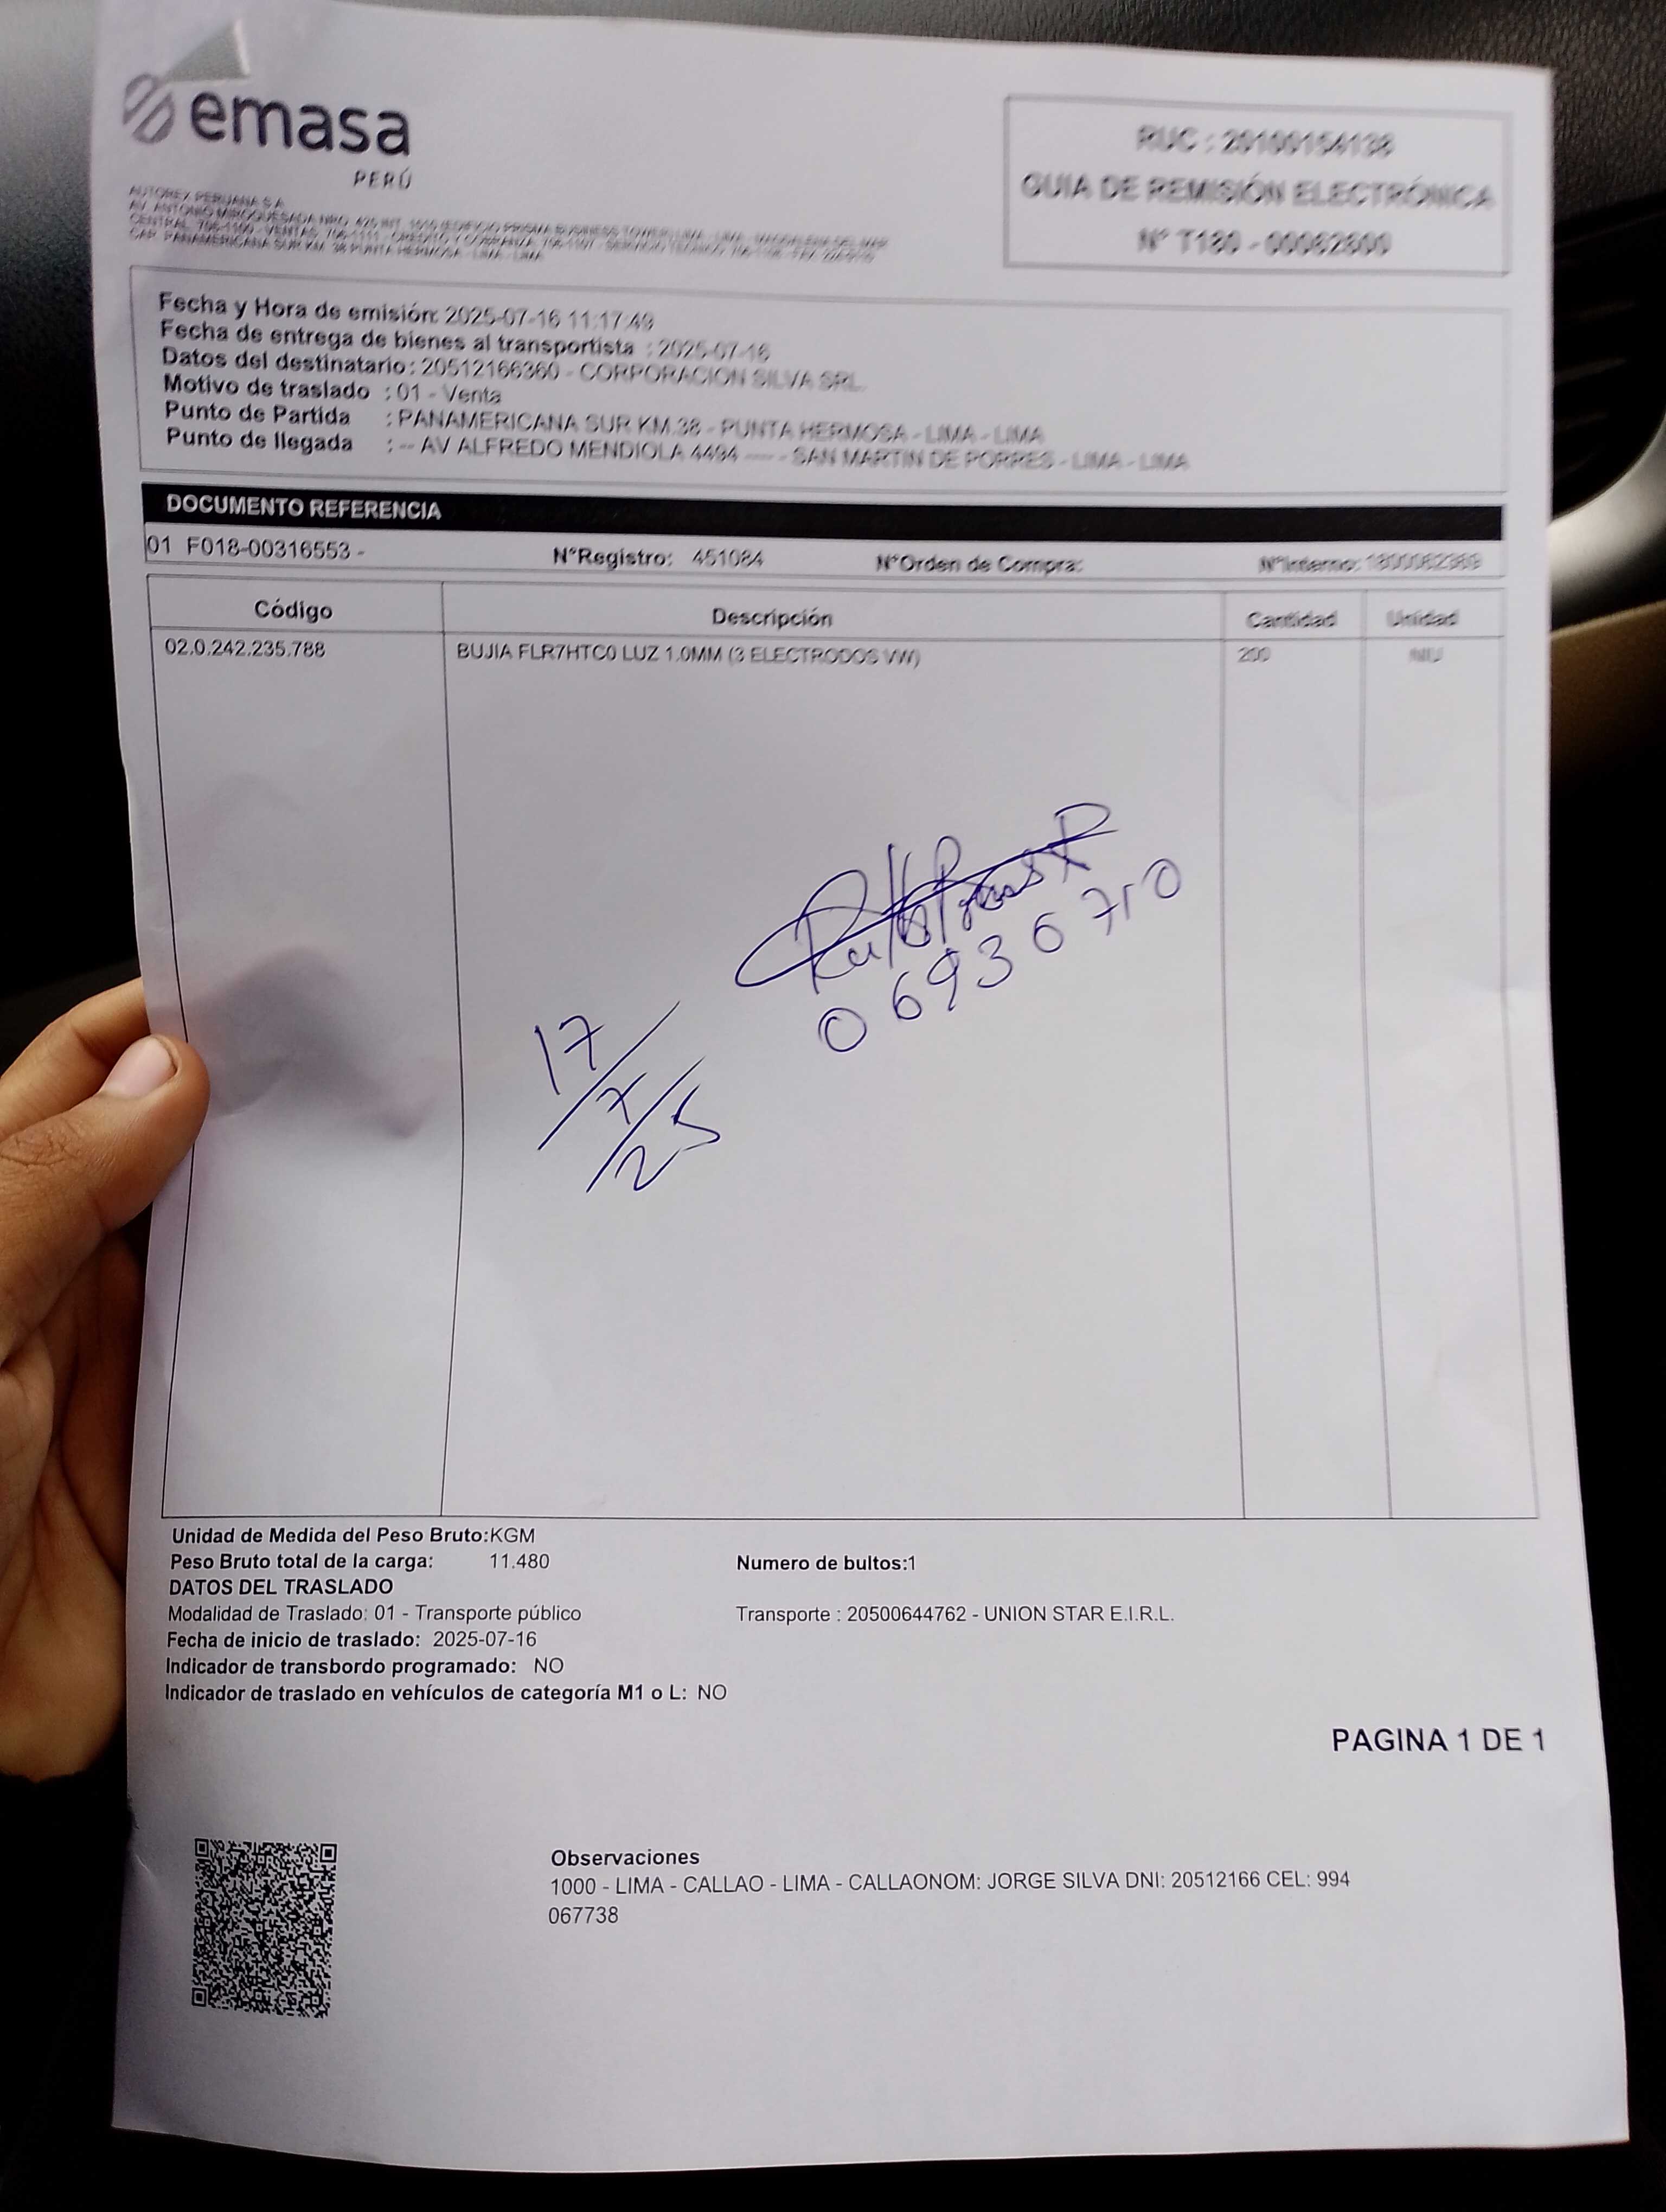 emasa
PERÚ
AUTOREX PERUANA S.A
RUC : 20100154138
GUIA DE REMISIÓN ELECTRÓNICA
N° T180 - 00062800
Fecha y Hora de emisión: 2025-07-16 11:17:49
Fecha de entrega de bienes al transportista : 2025-07-16
Datos del destinatario : 20512166360 - CORPORACION SILVA SRL
Motivo de traslado : 01 - Venta
Punto de Partida : PANAMERICANA SUR KM.38 - PUNTA HERMOSA - LIMA - LIMA
Punto de llegada : -- AV ALFREDO MENDIOLA 4494 ---- - SAN MARTIN DE PORRES - LIMA - LIMA
DOCUMENTO REFERENCIA
01 F018-00316553 - N°Registro: 451084 N°Orden de Compra: N°Interno:
Código Descripción Cantidad Unidad
02.0.242.235.788 BUJIA FLR7HTC0 LUZ 1.0MM (3 ELECTRODOS VW) 200 NIU
06930710
17/7/25
Unidad de Medida del Peso Bruto:KGM
Peso Bruto total de la carga: 11.480 Numero de bultos:1
DATOS DEL TRASLADO
Modalidad de Traslado: 01 - Transporte público Transporte : 20500644762 - UNION STAR E.I.R.L.
Fecha de inicio de traslado: 2025-07-16
Indicador de transbordo programado: NO
Indicador de traslado en vehículos de categoría M1 o L: NO
PAGINA 1 DE 1
Observaciones
1000 - LIMA - CALLAO - LIMA - CALLAONOM: JORGE SILVA DNI: 20512166 CEL: 994
067738